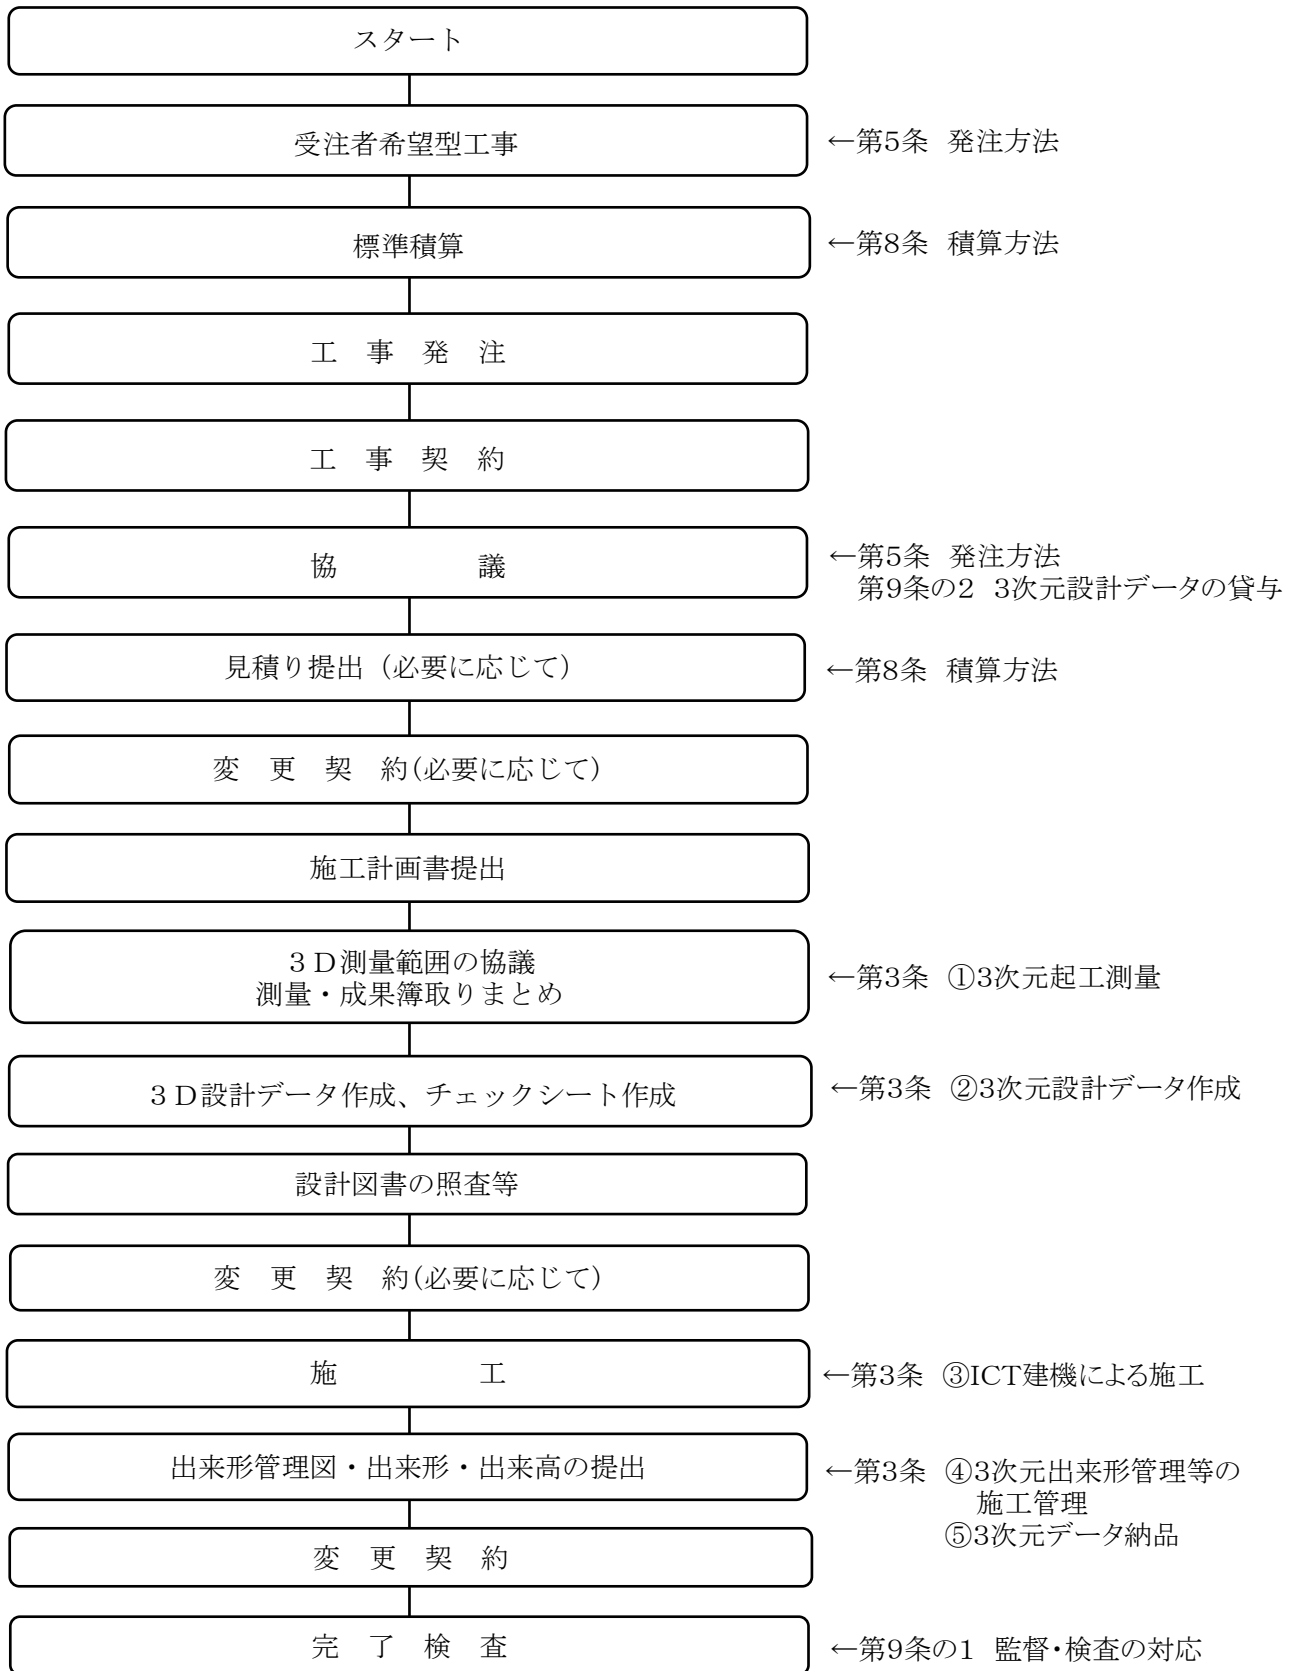 スタート
受注者希望型工事
←第5条　発注方法
標準積算
←第8条　積算方法
工　事　発　注
工　事　契　約
協　　　　　議
←第5条　発注方法
第9条の2　3次元設計データの貸与
見積り提出（必要に応じて）
←第8条　積算方法
変　更　契　約(必要に応じて)
施工計画書提出
３Ｄ測量範囲の協議
測量・成果簿取りまとめ
←第3条　①3次元起工測量
３Ｄ設計データ作成、チェックシート作成
←第3条　②3次元設計データ作成
設計図書の照査等
変　更　契　約(必要に応じて)
施　　　　　工
←第3条　③ICT建機による施工
出来形管理図・出来形・出来高の提出
←第3条　④3次元出来形管理等の
施工管理
⑤3次元データ納品
変　更　契　約
完　了　検　査
←第9条の1　監督・検査の対応